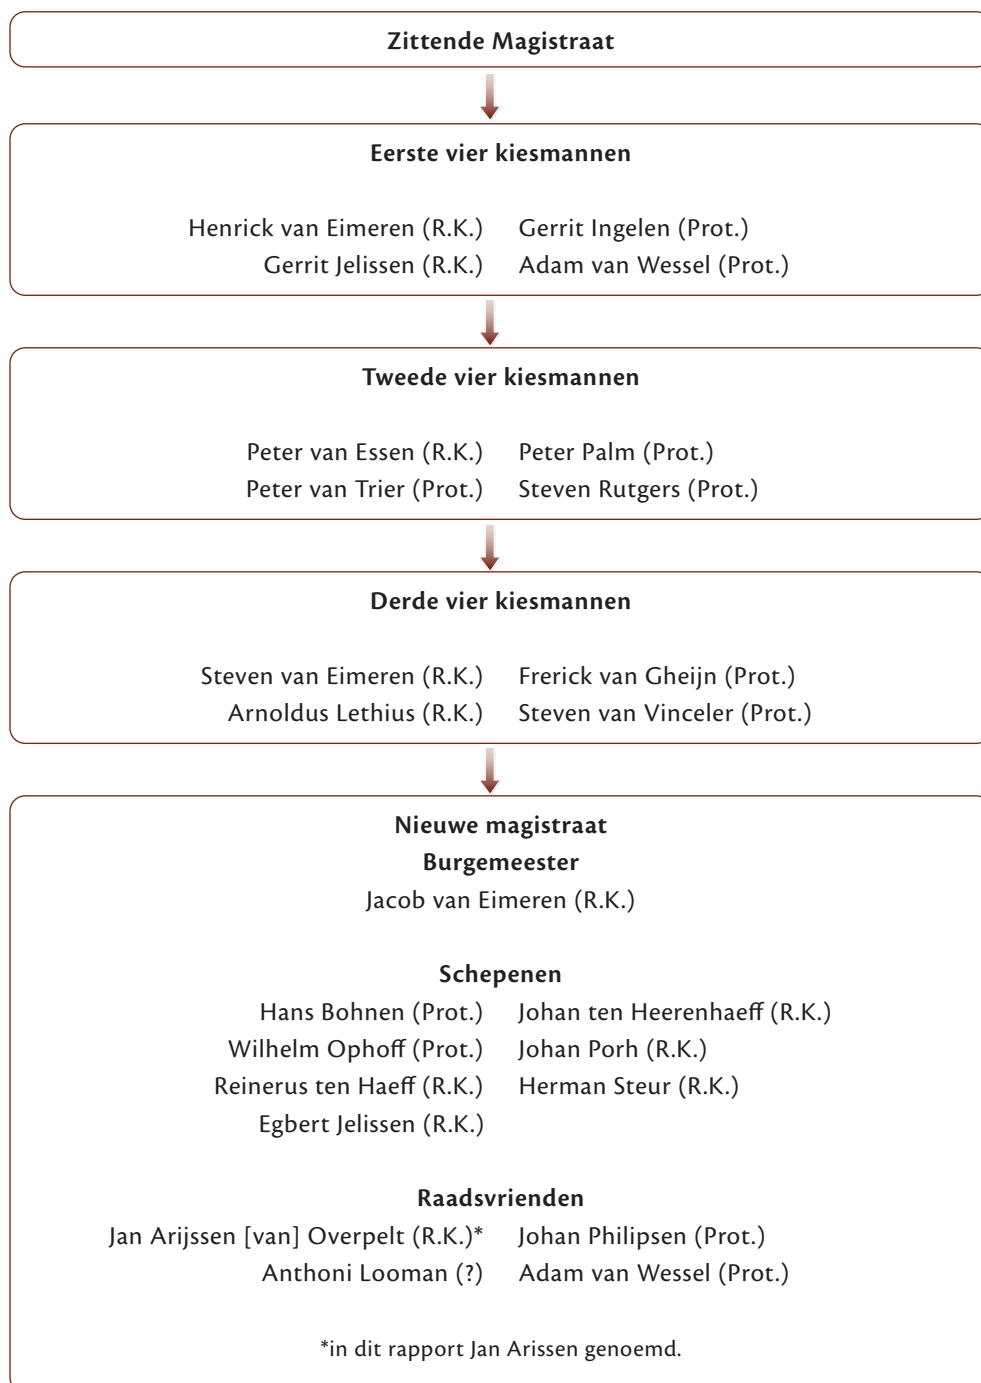 Zittende Magistraat
Eerste vier kiesmannen
Henrick van Eimeren (R.K.) Gerrit Ingelen (Prot.)
Gerrit Jelissen (R.K.) Adam van Wessel (Prot.)
Tweede vier kiesmannen
Peter van Essen (R.K.) Peter Palm (Prot.)
Peter van Trier (Prot.) Steven Rutgers (Prot.)
Derde vier kiesmannen
Steven van Eimeren (R.K.) Frerick van Gheijn (Prot.)
Arnoldus Lethius (R.K.) Steven van Vinceler (Prot.)
Nieuwe magistraat
Burgemeester
Jacob van Eimeren (R.K.)
Schepenen
Hans Bohnen (Prot.) Johan ten Heerenhaeff (R.K.)
Wilhelm Ophoff (Prot.) Johan Porh (R.K.)
Reinerus ten Haeff (R.K.) Herman Steur (R.K.)
Egbert Jelissen (R.K.)
Raadsvrienden
Jan Arijssen [van] Overpelt (R.K.)* Johan Philipsen (Prot.)
Anthoni Looman (?) Adam van Wessel (Prot.)
*in dit rapport Jan Arissen genoemd.